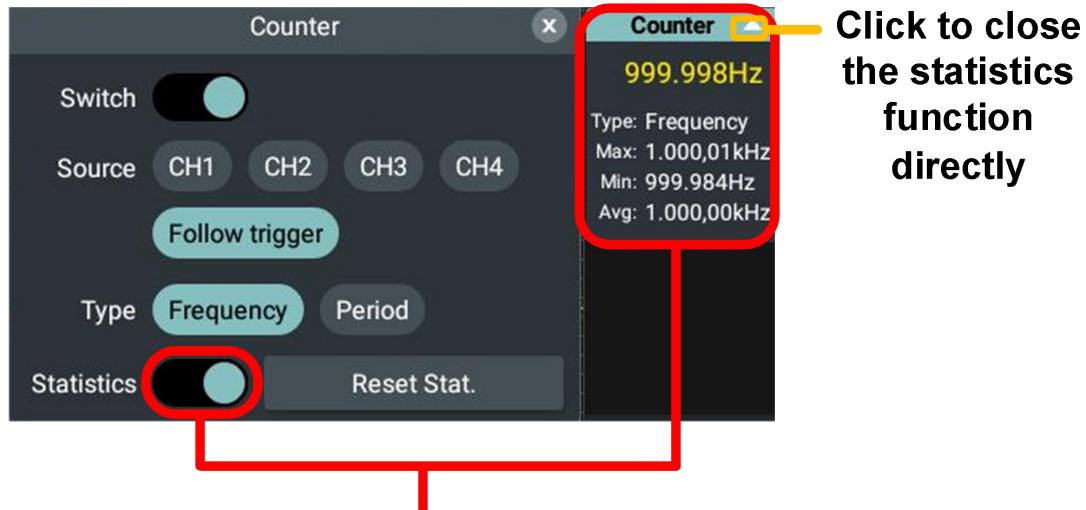 Counter
Switch
Source CH1 CH2 CH3 CH4
Follow trigger
Type Frequency Period
Statistics Reset Stat.
Counter
999.998Hz
Type: Frequency
Max: 1.000,01kHz
Min: 999.984Hz
Avg: 1.000,00kHz
Click to close
the statistics
function
directly